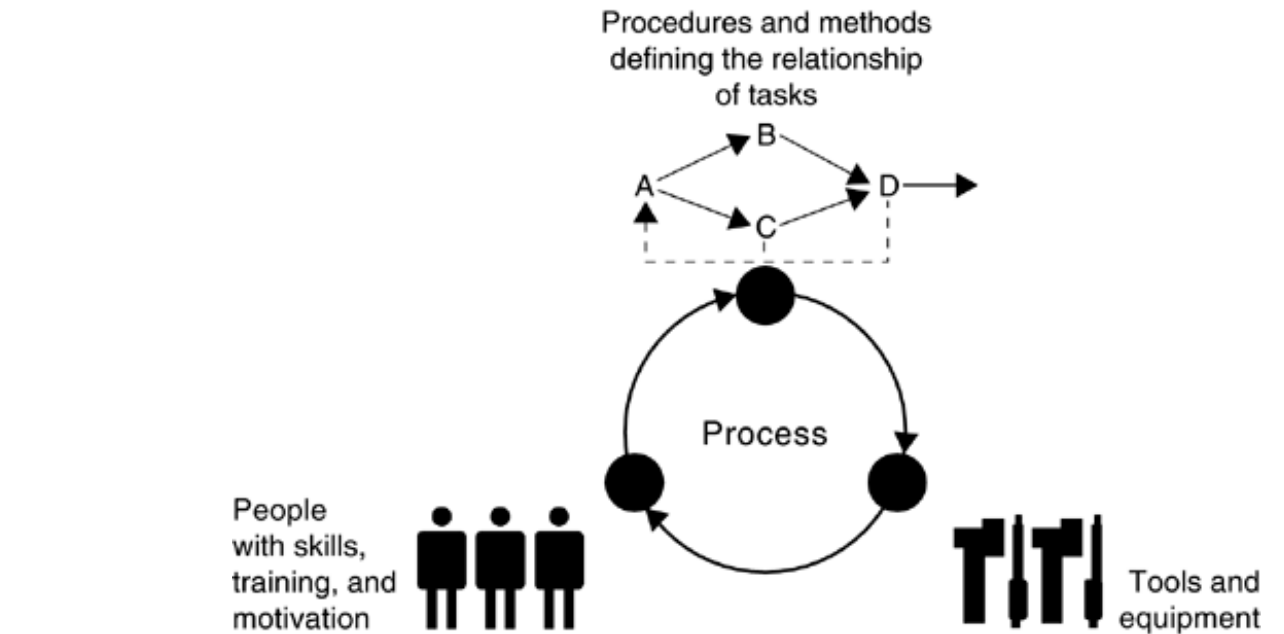 Procedures and methods
defining the relationship
of tasks
B
A
D
C
Process
People
with skills,
training, and
motivation
Tools and
equipment